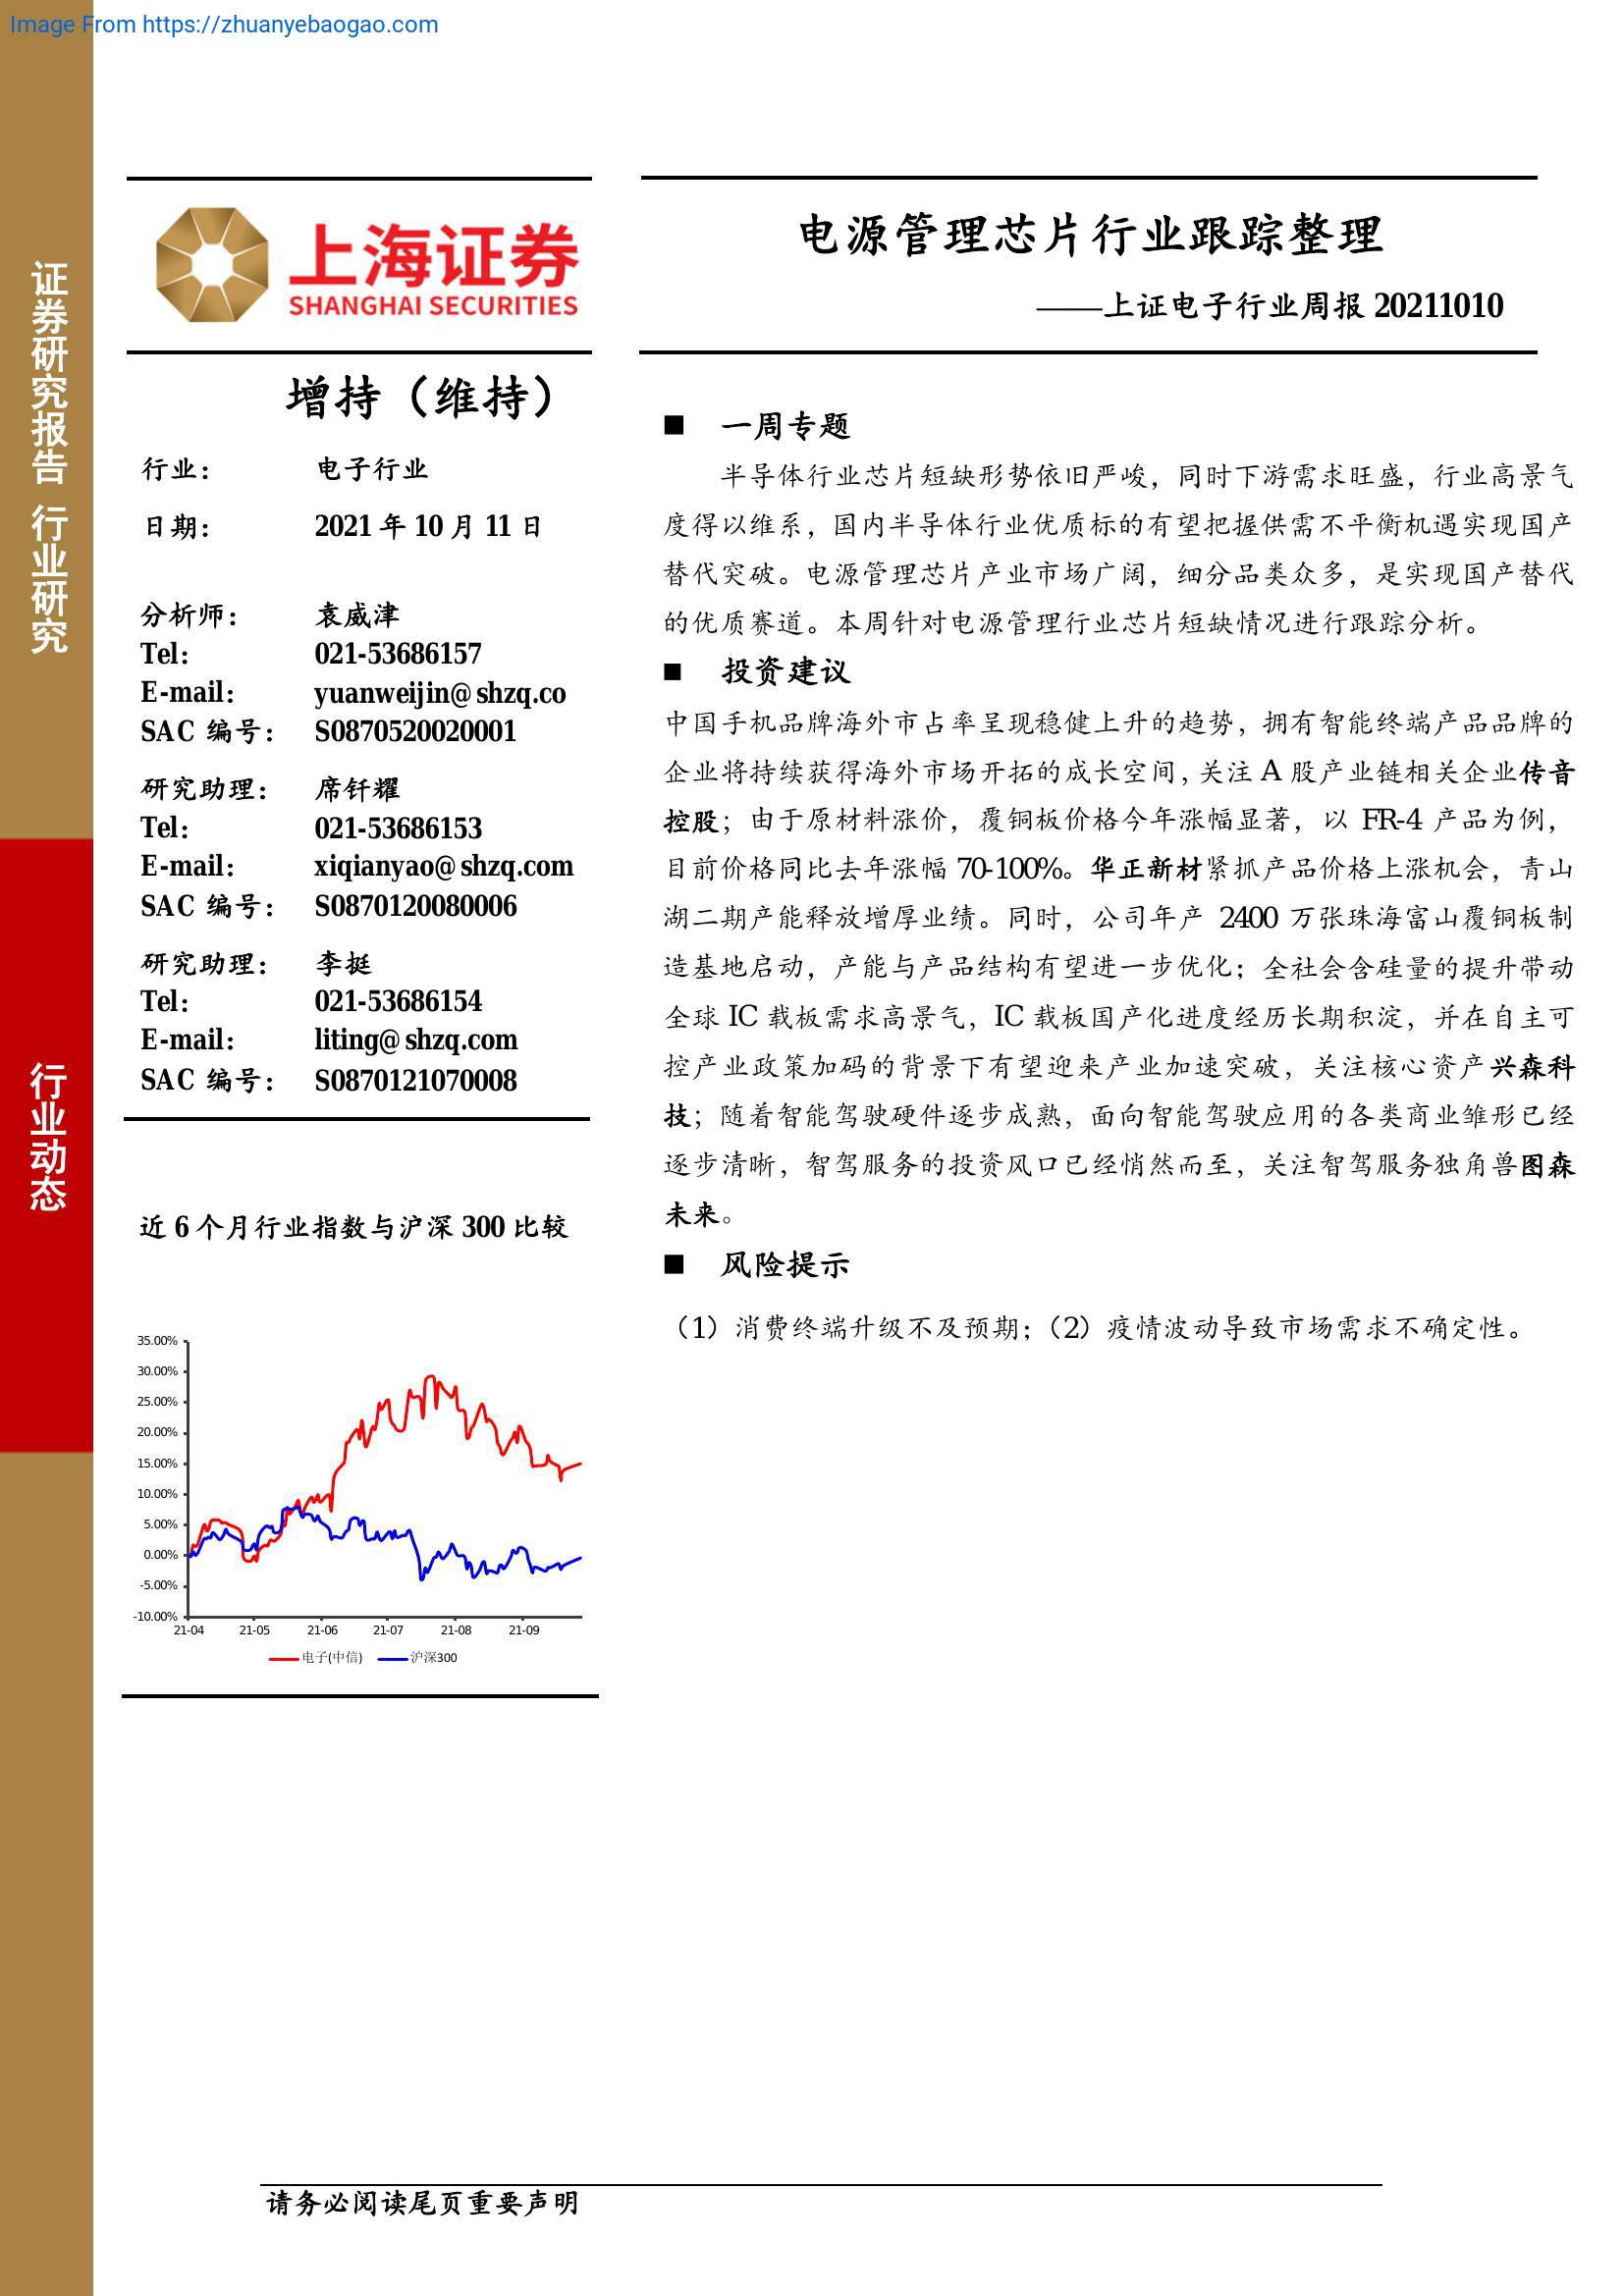 Image From https://zhuanyebaogao.com
证券研究报告 行业研究
行业动态
上海证券
SHANGHAI SECURITIES
电源管理芯片行业跟踪整理
——上证电子行业周报 20211010
增持（维持）
行业： 电子行业
日期： 2021 年 10 月 11 日
分析师： 袁威津
Tel： 021-53686157
E-mail： yuanweijin@shzq.co
SAC 编号： S0870520020001
研究助理： 席钎耀
Tel： 021-53686153
E-mail： xiqianyao@shzq.com
SAC 编号： S0870120080006
研究助理： 李挺
Tel： 021-53686154
E-mail： liting@shzq.com
SAC 编号： S0870121070008
近 6 个月行业指数与沪深 300 比较
35.00%
30.00%
25.00%
20.00%
15.00%
10.00%
5.00%
0.00%
-5.00%
-10.00%
21-04 21-05 21-06 21-07 21-08 21-09
电子(中信) 沪深300
■ 一周专题
半导体行业芯片短缺形势依旧严峻，同时下游需求旺盛，行业高景气
度得以维系，国内半导体行业优质标的有望把握供需不平衡机遇实现国产
替代突破。电源管理芯片产业市场广阔，细分品类众多，是实现国产替代
的优质赛道。本周针对电源管理行业芯片短缺情况进行跟踪分析。
■ 投资建议
中国手机品牌海外市占率呈现稳健上升的趋势，拥有智能终端产品品牌的
企业将持续获得海外市场开拓的成长空间，关注 A 股产业链相关企业传音
控股；由于原材料涨价，覆铜板价格今年涨幅显著，以 FR-4 产品为例，
目前价格同比去年涨幅 70-100%。华正新材紧抓产品价格上涨机会，青山
湖二期产能释放增厚业绩。同时，公司年产 2400 万张珠海富山覆铜板制
造基地启动，产能与产品结构有望进一步优化；全社会含硅量的提升带动
全球 IC 载板需求高景气，IC 载板国产化进度经历长期积淀，并在自主可
控产业政策加码的背景下有望迎来产业加速突破，关注核心资产兴森科
技；随着智能驾驶硬件逐步成熟，面向智能驾驶应用的各类商业雏形已经
逐步清晰，智驾服务的投资风口已经悄然而至，关注智驾服务独角兽图森
未来。
■ 风险提示
（1）消费终端升级不及预期；（2）疫情波动导致市场需求不确定性。
请务必阅读尾页重要声明